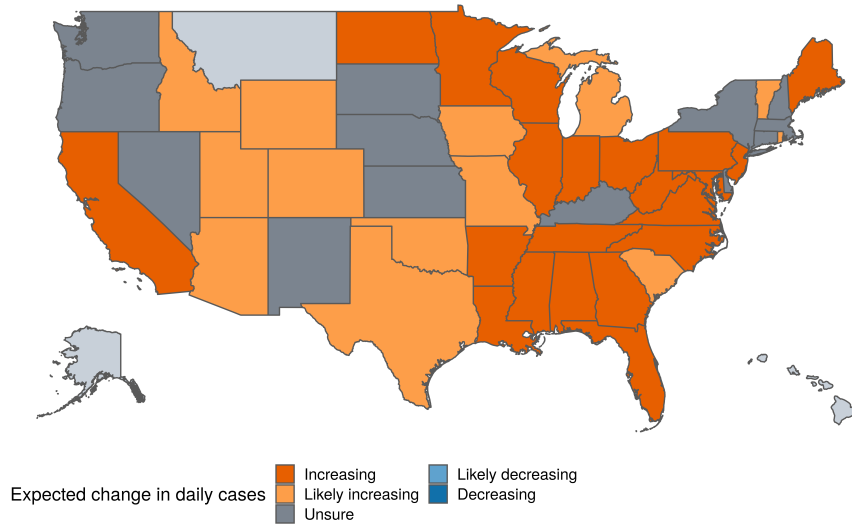 Expected change in daily cases
Increasing
Likely increasing
Unsure
Likely decreasing
Decreasing